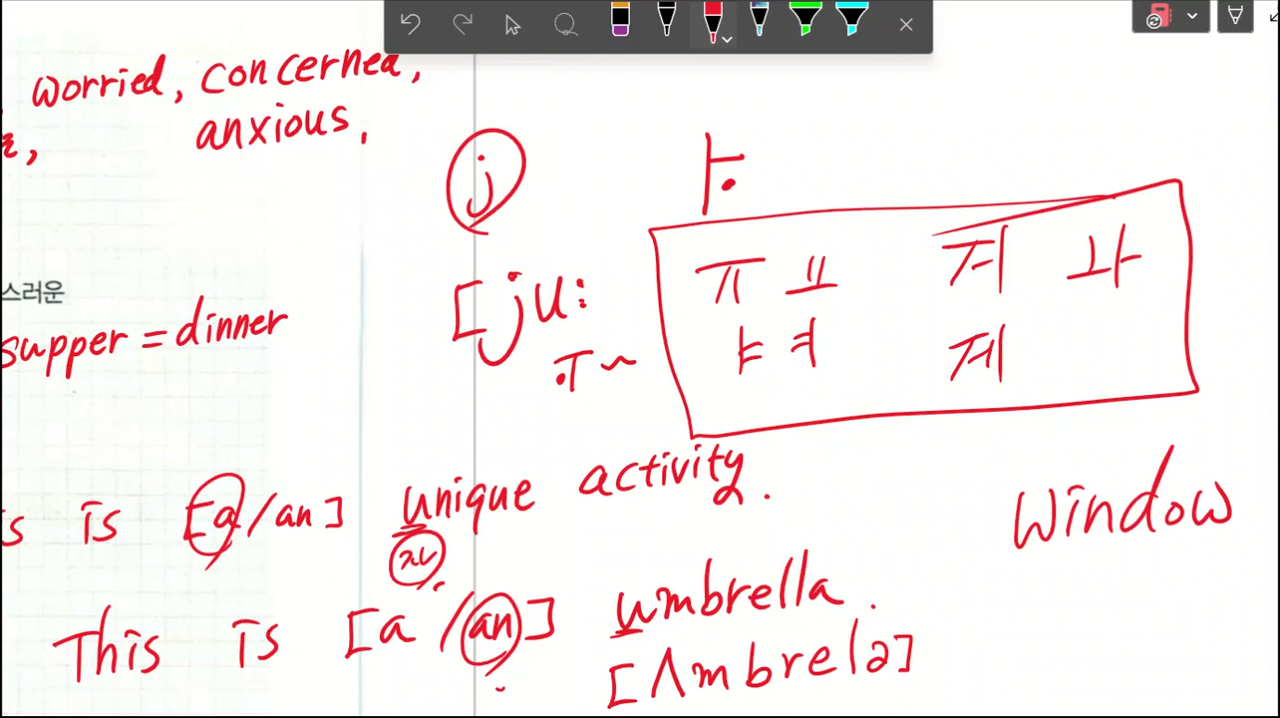 worried, concerned,
anxious.
j
ㅑ
[ju:
ㅠ ㅛ ㅝ ㅘ
ㅑ ㅕ ㅞ
스러운
supper = dinner
is [a/an] unique activity.
자
window
This is [a/an] umbrella.
[ʌmbrelə]